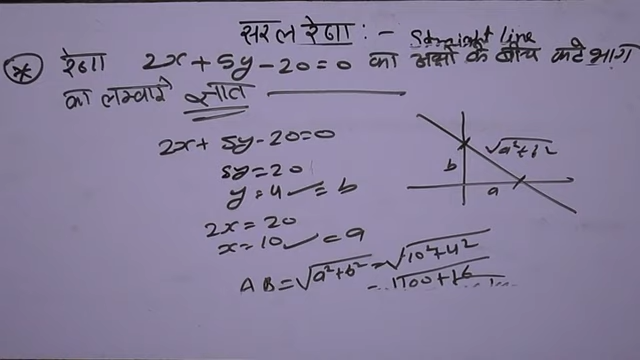 सरल रेखा :- Straight line
* रेखा 2x+5y-20=0 का अक्षों के बीच कटे भाग
का लम्बाई ज्ञात
2x+5y-20=0
5y=20
y=4 = b
2x=20
x=10 = a
AB=√a²+b² = √10²+4²
= √100+16
√a²+b²
b
a